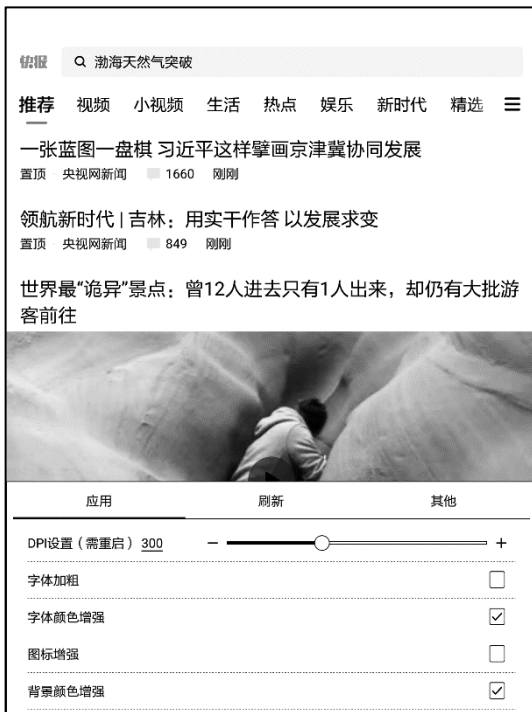 快报
渤海天然气突破
推荐 视频 小视频 生活 热点 娱乐 新时代 精选
一张蓝图一盘棋 习近平这样擘画京津冀协同发展
置顶 央视网新闻 1660 刚刚
领航新时代 | 吉林：用实干作答 以发展求变
置顶 央视网新闻 849 刚刚
世界最“诡异”景点：曾12人进去只有1人出来，却仍有大批游
客前往
应用 刷新 其他
DPI设置（需重启） 300 − +
字体加粗
字体颜色增强
图标增强
背景颜色增强